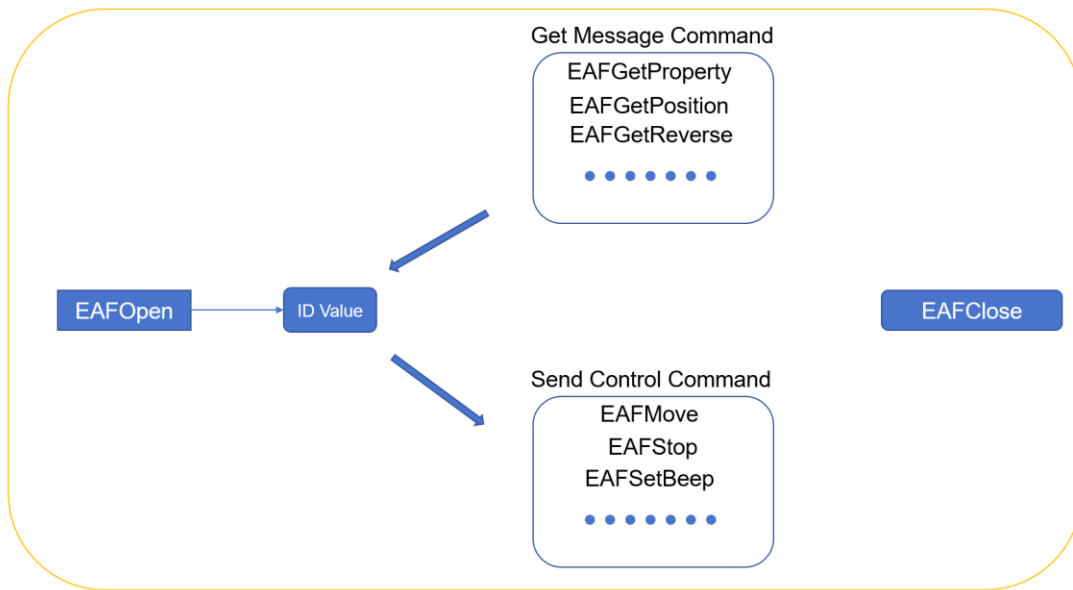 Get Message Command
EAFGetProperty
EAFGetPosition
EAFGetReverse
EAFOpen
ID Value
EAFClose
Send Control Command
EAFMove
EAFStop
EAFSetBeep